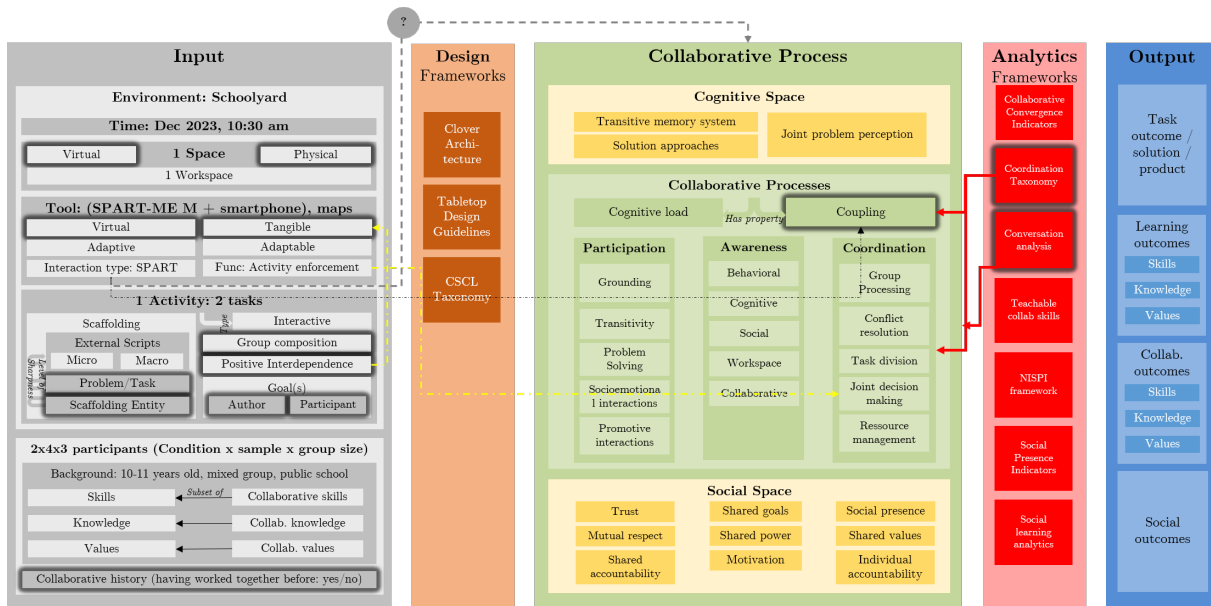 ?
Input
Environment: Schoolyard
Time: Dec 2023, 10:30 am
Virtual
1 Space
Physical
1 Workspace
Tool: (SPART-ME M + smartphone), maps
Virtual
Tangible
Adaptive
Adaptable
Interaction type: SPART
Func: Activity enforcement
1 Activity: 2 tasks
Scaffolding
External Scripts
Micro
Macro
Problem/Task
Scaffolding Entity
Level of
Sharpness
Type
Interactive
Group composition
Positive Interdependence
Goal(s)
Author
Participant
2x4x3 participants (Condition x sample x group size)
Background: 10-11 years old, mixed group, public school
Skills
Subset of
Collaborative skills
Knowledge
Collab. knowledge
Values
Collab. values
Collaborative history (having worked together before: yes/no)
Design
Frameworks
Clover
Archi-
tecture
Tabletop
Design
Guidelines
CSCL
Taxonomy
Collaborative Process
Cognitive Space
Transitive memory system
Solution approaches
Joint problem perception
Collaborative Processes
Cognitive load
Has property
Coupling
Participation
Grounding
Transitivity
Problem
Solving
Socioemotiona
l interactions
Promotive
interactions
Awareness
Behavioral
Cognitive
Social
Workspace
Collaborative
Coordination
Group
Processing
Conflict
resolution
Task division
Joint decision
making
Ressource
management
Social Space
Trust
Shared goals
Social presence
Mutual respect
Shared power
Shared values
Shared
accountability
Motivation
Individual
accountability
Analytics
Frameworks
Collaborative
Convergence
Indicators
Coordination
Taxonomy
Conversation
analysis
Teachable
collab skills
NISPI
framework
Social
Presence
Indicators
Social
learning
analytics
Output
Task
outcome /
solution /
product
Learning
outcomes
Skills
Knowledge
Values
Collab.
outcomes
Skills
Knowledge
Values
Social
outcomes